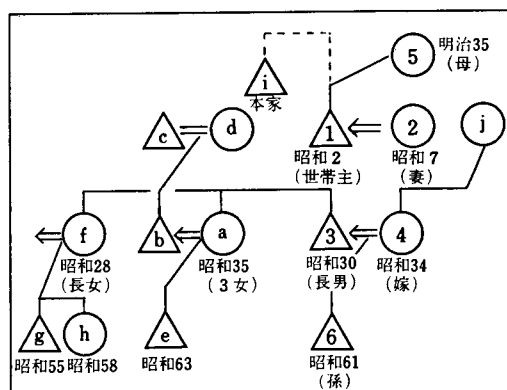 5
明治35
(母)
i
本家
c
d
1
昭和2
(世帯主)
2
昭和7
(妻)
j
f
昭和28
(長女)
b
a
昭和35
(3女)
3
昭和30
(長男)
4
昭和34
(嫁)
g
昭和55
h
昭和58
e
昭和63
6
昭和61
(孫)